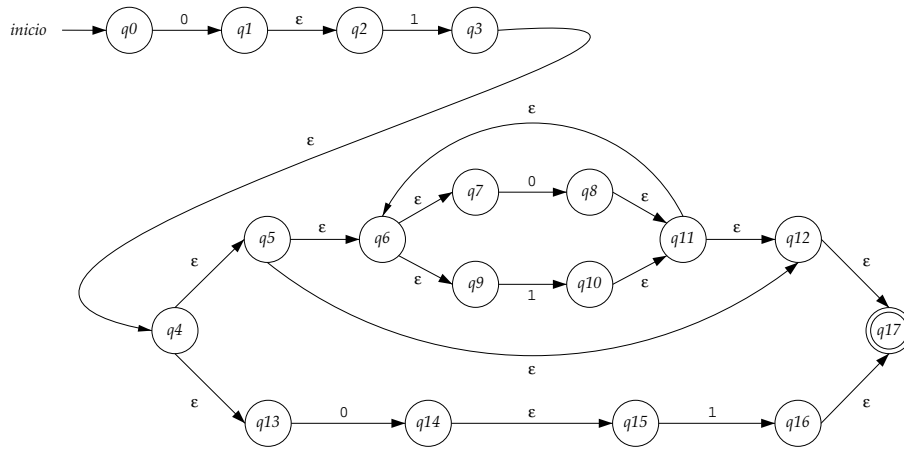 inicio q0 0 q1 ε q2 1 q3
ε
ε
q7 0 q8
ε ε
q5 ε q6 q11 ε q12
ε ε ε ε
q9 1 q10
q4 q17
ε
ε ε
q13 0 q14 ε q15 1 q16